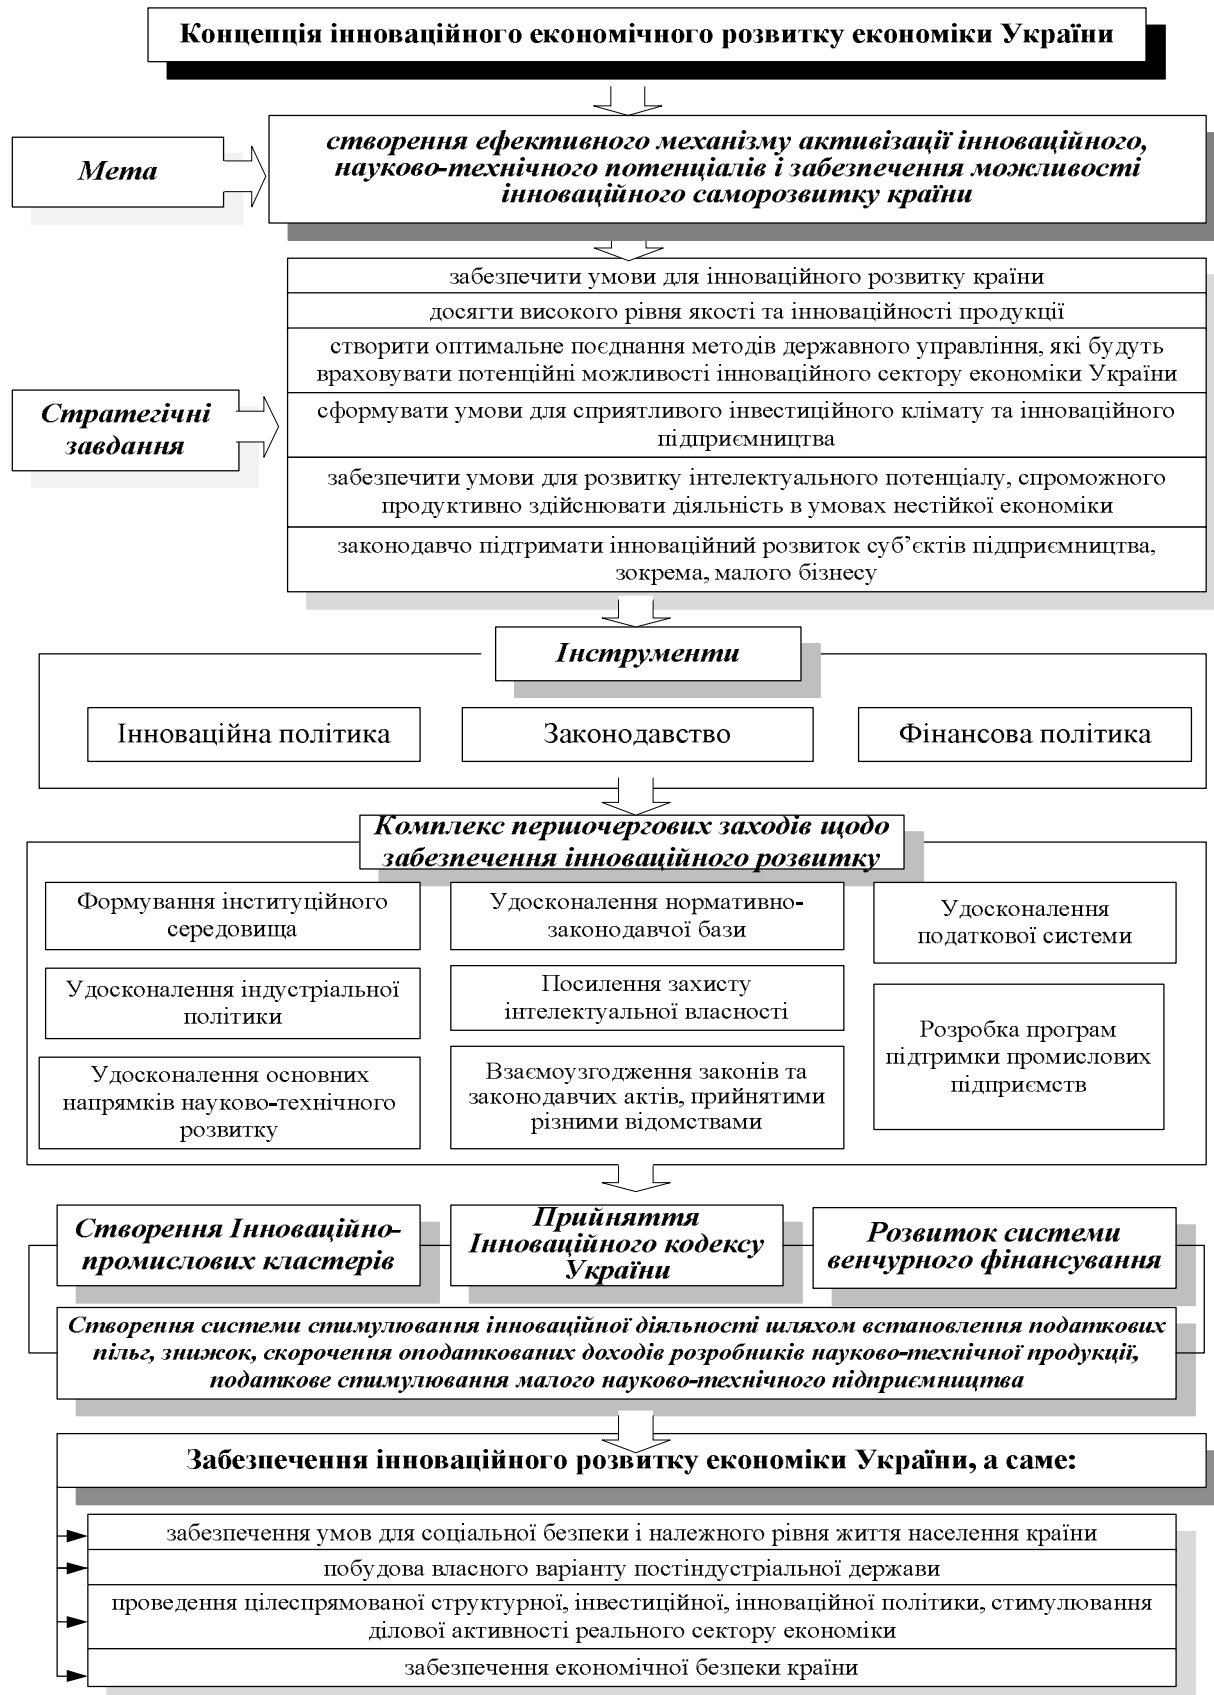 Концепція інноваційного економічного розвитку економіки України
Мета
створення ефективного механізму активізації інноваційного,
науково-технічного потенціалів і забезпечення можливості
інноваційного саморозвитку країни
Стратегічні
завдання
забезпечити умови для інноваційного розвитку країни
досягти високого рівня якості та інноваційності продукції
створити оптимальне поєднання методів державного управління, які будуть
враховувати потенційні можливості інноваційного сектору економіки України
сформувати умови для сприятливого інвестиційного клімату та інноваційного
підприємництва
забезпечити умови для розвитку інтелектуального потенціалу, спроможного
продуктивно здійснювати діяльність в умовах нестійкої економіки
законодавчо підтримати інноваційний розвиток суб’єктів підприємництва,
зокрема, малого бізнесу
Інструменти
Інноваційна політика
Законодавство
Фінансова політика
Комплекс першочергових заходів щодо
забезпечення інноваційного розвитку
Формування інституційного
середовища
Удосконалення індустріальної
політики
Удосконалення основних
напрямків науково-технічного
розвитку
Удосконалення нормативно-
законодавчої бази
Посилення захисту
інтелектуальної власності
Взаємоузгодження законів та
законодавчих актів, прийнятими
різними відомствами
Удосконалення
податкової системи
Розробка програм
підтримки промислових
підприємств
Створення Інноваційно-
промислових кластерів
Прийняття
Інноваційного кодексу
України
Розвиток системи
венчурного фінансування
Створення системи стимулювання інноваційної діяльності шляхом встановлення податкових
пільг, знижок, скорочення оподаткованих доходів розробників науково-технічної продукції,
податкове стимулювання малого науково-технічного підприємництва
Забезпечення інноваційного розвитку економіки України, а саме:
забезпечення умов для соціальної безпеки і належного рівня життя населення країни
побудова власного варіанту постіндустріальної держави
проведення цілеспрямованої структурної, інвестиційної, інноваційної політики, стимулювання
ділової активності реального сектору економіки
забезпечення економічної безпеки країни